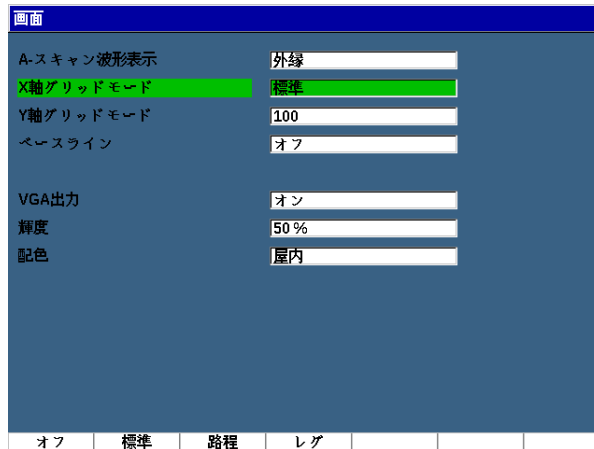 画面
A-スキャン波形表示 外縁
X軸グリッドモード 標準
Y軸グリッドモード 100
ベースライン オフ
VGA出力 オン
輝度 50 %
配色 屋内
オフ 標準 路程 レグ